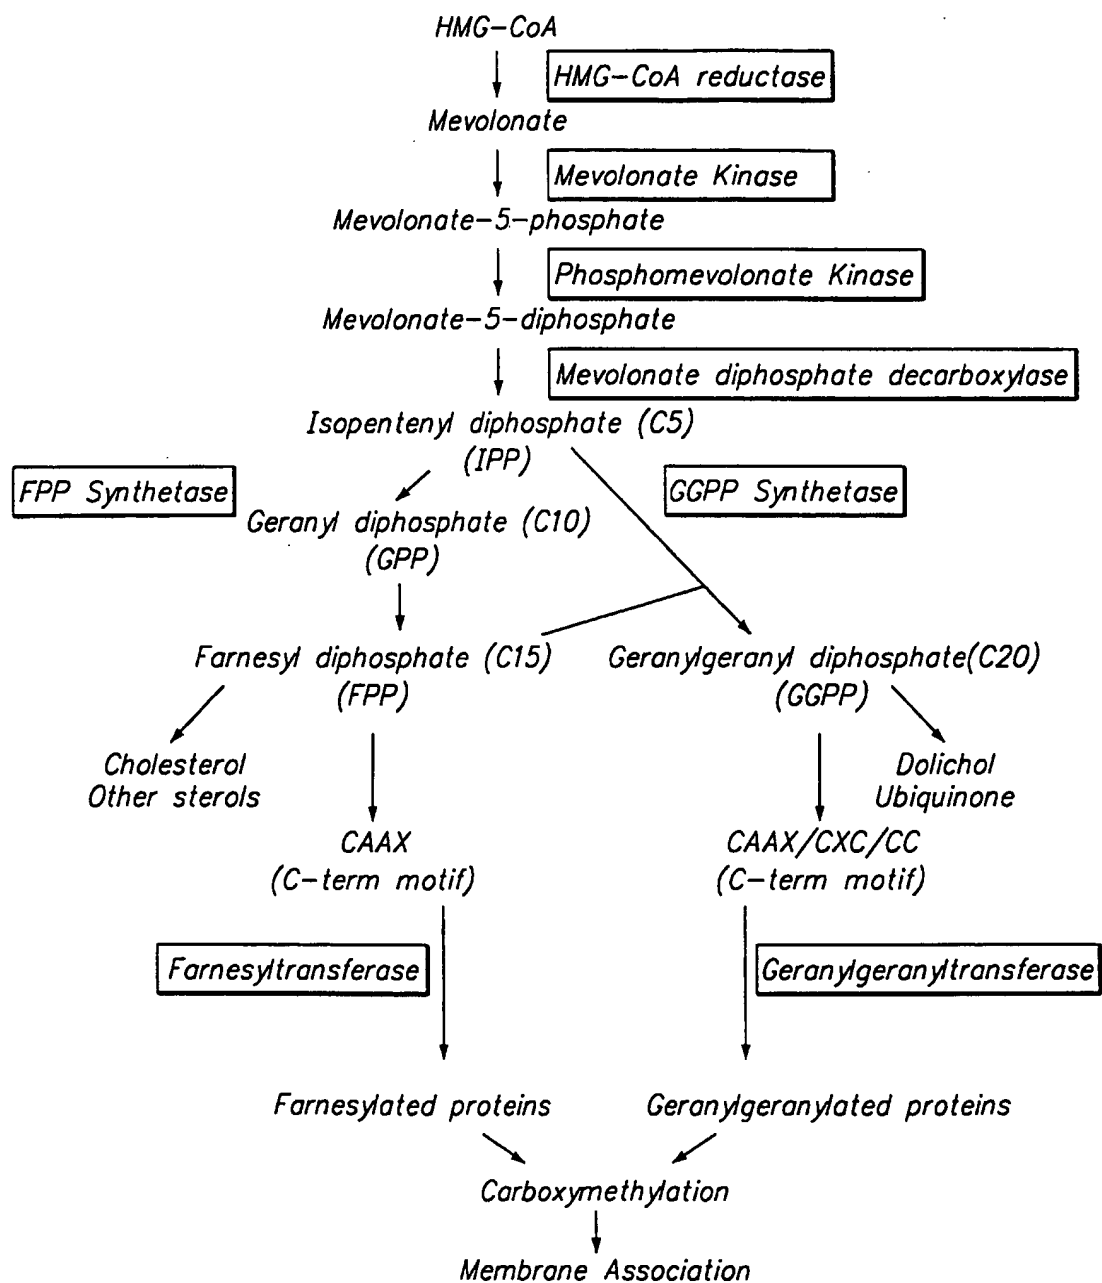 HMG-CoA
HMG-CoA reductase
Mevolonate
Mevolonate Kinase
Mevolonate-5-phosphate
Phosphomevolonate Kinase
Mevolonate-5-diphosphate
Mevolonate diphosphate decarboxylase
Isopentenyl diphosphate (C5)
(IPP)
FPP Synthetase
GGPP Synthetase
Geranyl diphosphate (C10)
(GPP)
Farnesyl diphosphate (C15)
(FPP)
Geranylgeranyl diphosphate(C20)
(GGPP)
Cholesterol
Other sterols
Dolichol
Ubiquinone
CAAX
(C-term motif)
CAAX/CXC/CC
(C-term motif)
Farnesyltransferase
Geranylgeranyltransferase
Farnesylated proteins
Geranylgeranylated proteins
Carboxymethylation
Membrane Association